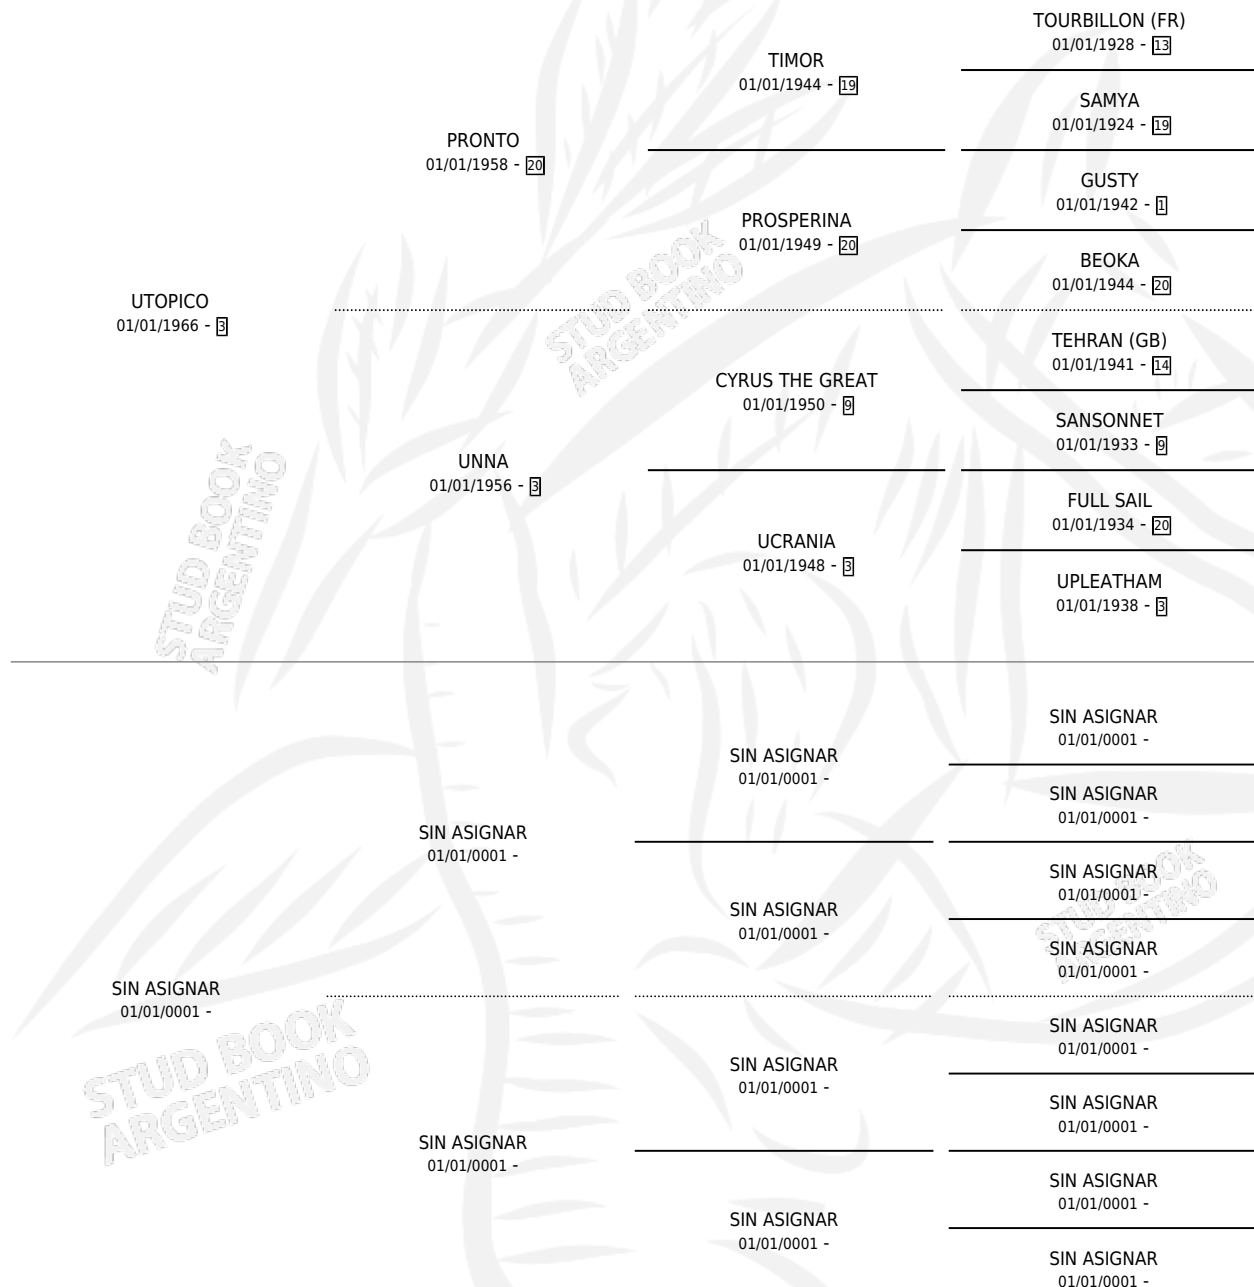 TOURBILLON (FR)
01/01/1928 - 13
TIMOR
01/01/1944 - 19
SAMYA
01/01/1924 - 19
PRONTO
01/01/1958 - 20
GUSTY
01/01/1942 - 1
PROSPERINA
01/01/1949 - 20
BEOKA
01/01/1944 - 20
UTOPICO
01/01/1966 - 3
TEHRAN (GB)
01/01/1941 - 14
CYRUS THE GREAT
01/01/1950 - 9
SANSONNET
01/01/1933 - 9
UNNA
01/01/1956 - 3
FULL SAIL
01/01/1934 - 20
UCRANIA
01/01/1948 - 3
UPLEATHAM
01/01/1938 - 3
STUD BOOK
ARGENTINO
STUD BOOK
ARGENTINO
SIN ASIGNAR
01/01/0001 -
SIN ASIGNAR
01/01/0001 -
SIN ASIGNAR
01/01/0001 -
SIN ASIGNAR
01/01/0001 -
SIN ASIGNAR
01/01/0001 -
SIN ASIGNAR
01/01/0001 -
SIN ASIGNAR
01/01/0001 -
SIN ASIGNAR
01/01/0001 -
SIN ASIGNAR
01/01/0001 -
SIN ASIGNAR
01/01/0001 -
SIN ASIGNAR
01/01/0001 -
SIN ASIGNAR
01/01/0001 -
SIN ASIGNAR
01/01/0001 -
SIN ASIGNAR
01/01/0001 -
SIN ASIGNAR
01/01/0001 -
STUD BOOK
ARGENTINO
STUD BOOK
ARGENTINO